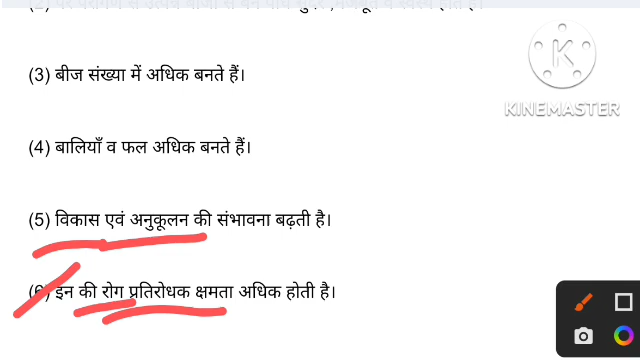 (3) बीज संख्या में अधिक बनते हैं।
KINEMASTER
(4) बालियाँ व फल अधिक बनते हैं।
(5) विकास एवं अनुकूलन की संभावना बढ़ती है।
(6) इन की रोग प्रतिरोधक क्षमता अधिक होती है।